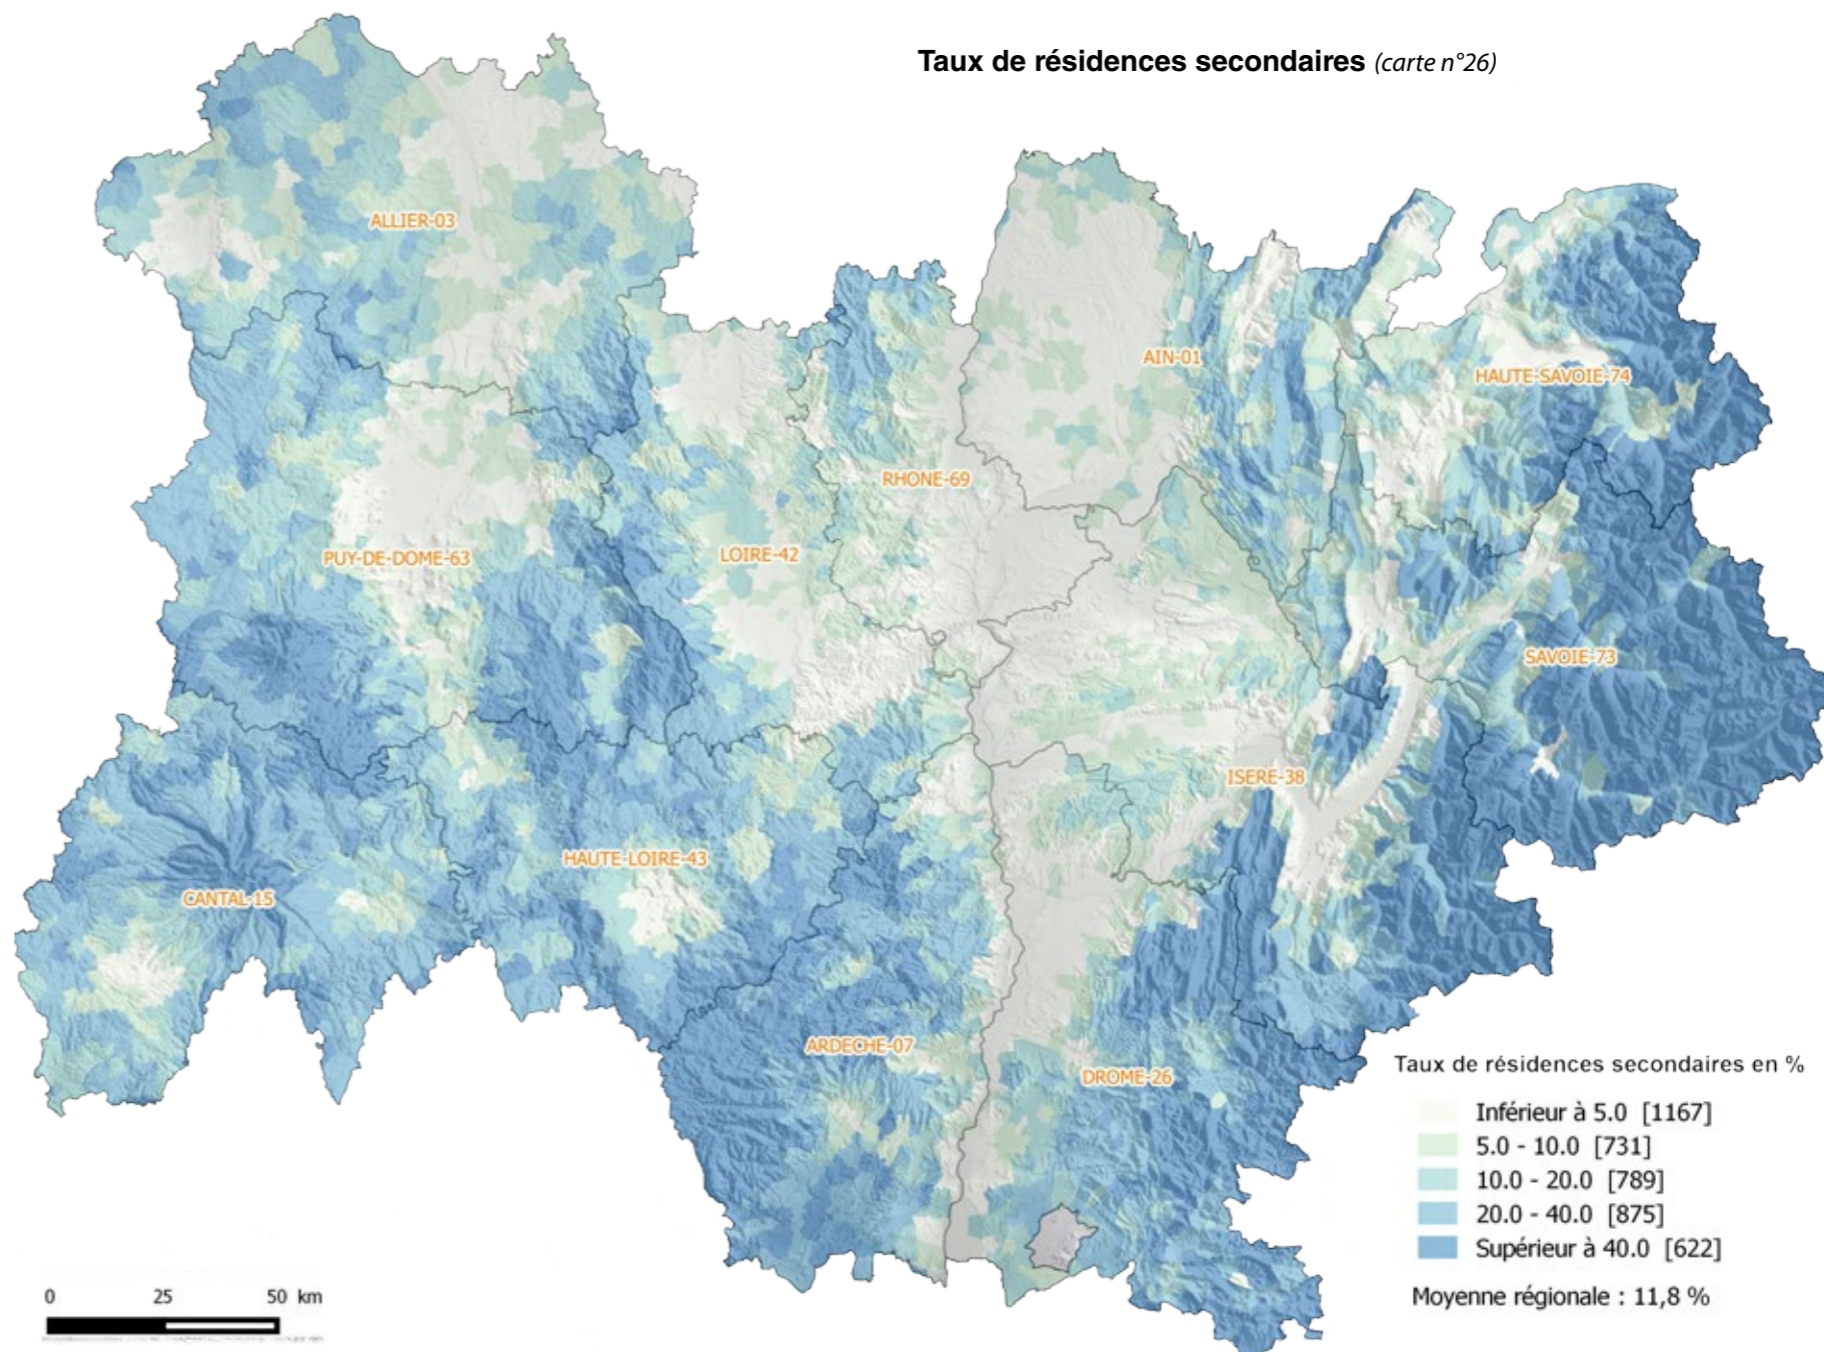 Taux de résidences secondaires (carte n°26)
ALLIER-03
AIN-01
HAUTE-SAVOIE-74
RHONE-69
PUY-DE-DOME-63
LOIRE-42
SAVOIE-73
ISERE-38
HAUTE-LOIRE-43
CANTAL-15
ARDECHE-07
DROME-26
Taux de résidences secondaires en %
Inférieur à 5.0 [1167]
5.0 - 10.0 [731]
10.0 - 20.0 [789]
20.0 - 40.0 [875]
Supérieur à 40.0 [622]
Moyenne régionale : 11,8 %
0 25 50 km